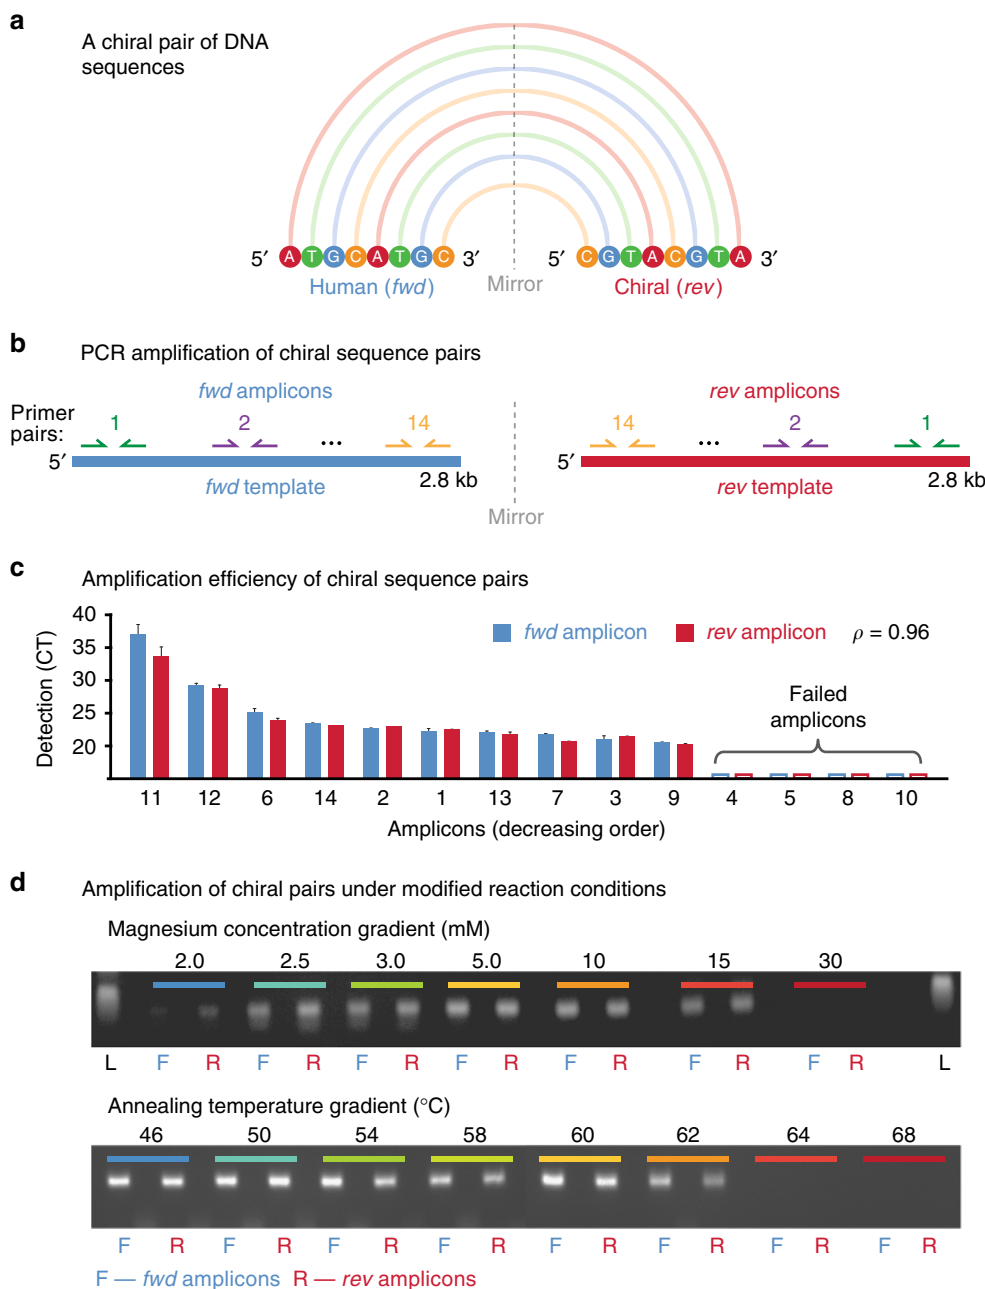 a
A chiral pair of DNA
sequences
5′ A T G C A T G C 3′ 5′ C G T A C G T A 3′
Human (fwd) Mirror Chiral (rev)
b
PCR amplification of chiral sequence pairs
fwd amplicons rev amplicons
Primer
pairs:
1 2 ... 14 14 ... 2 1
5′ 5′
fwd template 2.8 kb rev template 2.8 kb
Mirror
c
Amplification efficiency of chiral sequence pairs
Detection (CT)
40
35
30
25
20
fwd amplicon rev amplicon ρ = 0.96
Failed
amplicons
11 12 6 14 2 1 13 7 3 9 4 5 8 10
Amplicons (decreasing order)
d
Amplification of chiral pairs under modified reaction conditions
Magnesium concentration gradient (mM)
2.0 2.5 3.0 5.0 10 15 30
L F R F R F R F R F R F R F R L
Annealing temperature gradient (°C)
46 50 54 58 60 62 64 68
F R F R F R F R F R F R F R F R
F — fwd amplicons R — rev amplicons